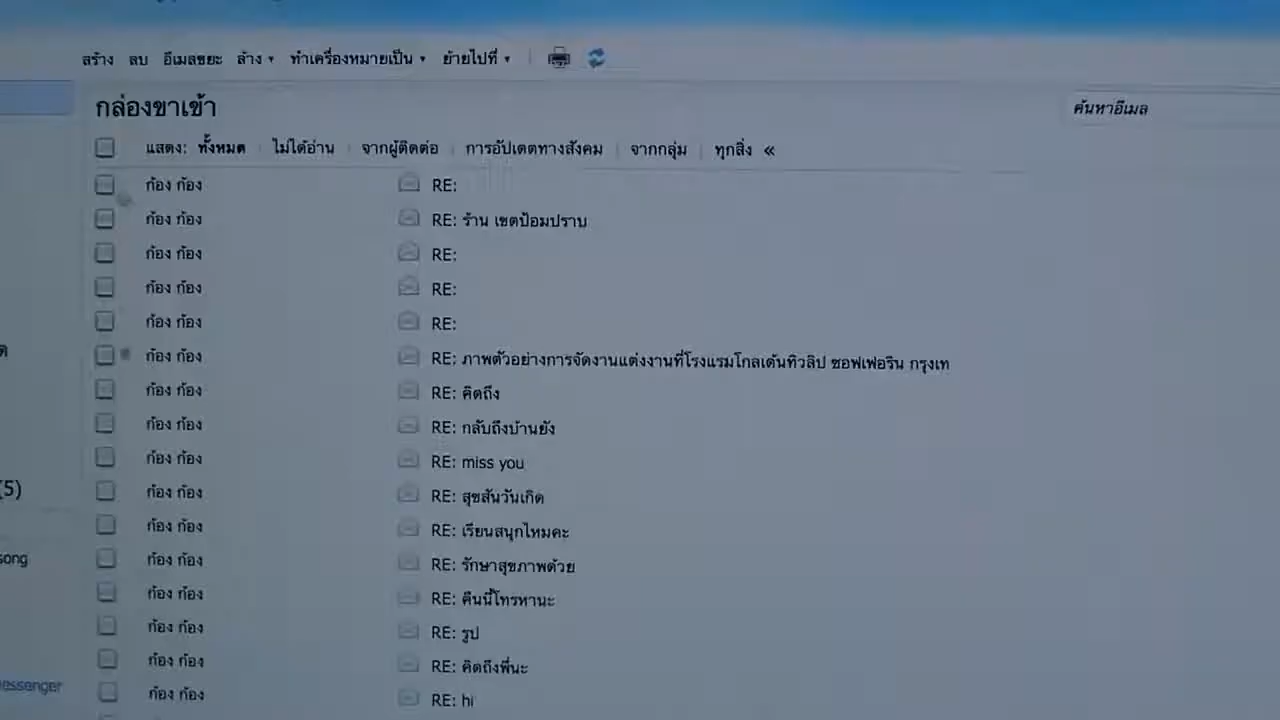 สร้าง ลบ อีเมลขยะ ล้าง ทำเครื่องหมายเป็น ย้ายไปที่
กล่องขาเข้า ค้นหาอีเมล
แสดง: ทั้งหมด ไม่ได้อ่าน จากผู้ติดต่อ การอัปเดตทางสังคม จากกลุ่ม ทุกสิ่ง «
ก้อง ก้อง RE:
ก้อง ก้อง RE: ร้าน เขตป้อมปราบ
ก้อง ก้อง RE:
ก้อง ก้อง RE:
ก้อง ก้อง RE:
ก้อง ก้อง RE: ภาพตัวอย่างการจัดงานแต่งงานที่โรงแรมโกลเด้นทิวลิป ซอฟเฟอริน กรุงเท
ก้อง ก้อง RE: คิดถึง
ก้อง ก้อง RE: กลับถึงบ้านยัง
ก้อง ก้อง RE: miss you
(5) ก้อง ก้อง RE: สุขสันวันเกิด
ก้อง ก้อง RE: เรียนสนุกไหมคะ
song ก้อง ก้อง RE: รักษาสุขภาพด้วย
ก้อง ก้อง RE: คืนนี้โทรหานะ
ก้อง ก้อง RE: รูป
ก้อง ก้อง RE: คิดถึงพี่นะ
essenger ก้อง ก้อง RE: hi